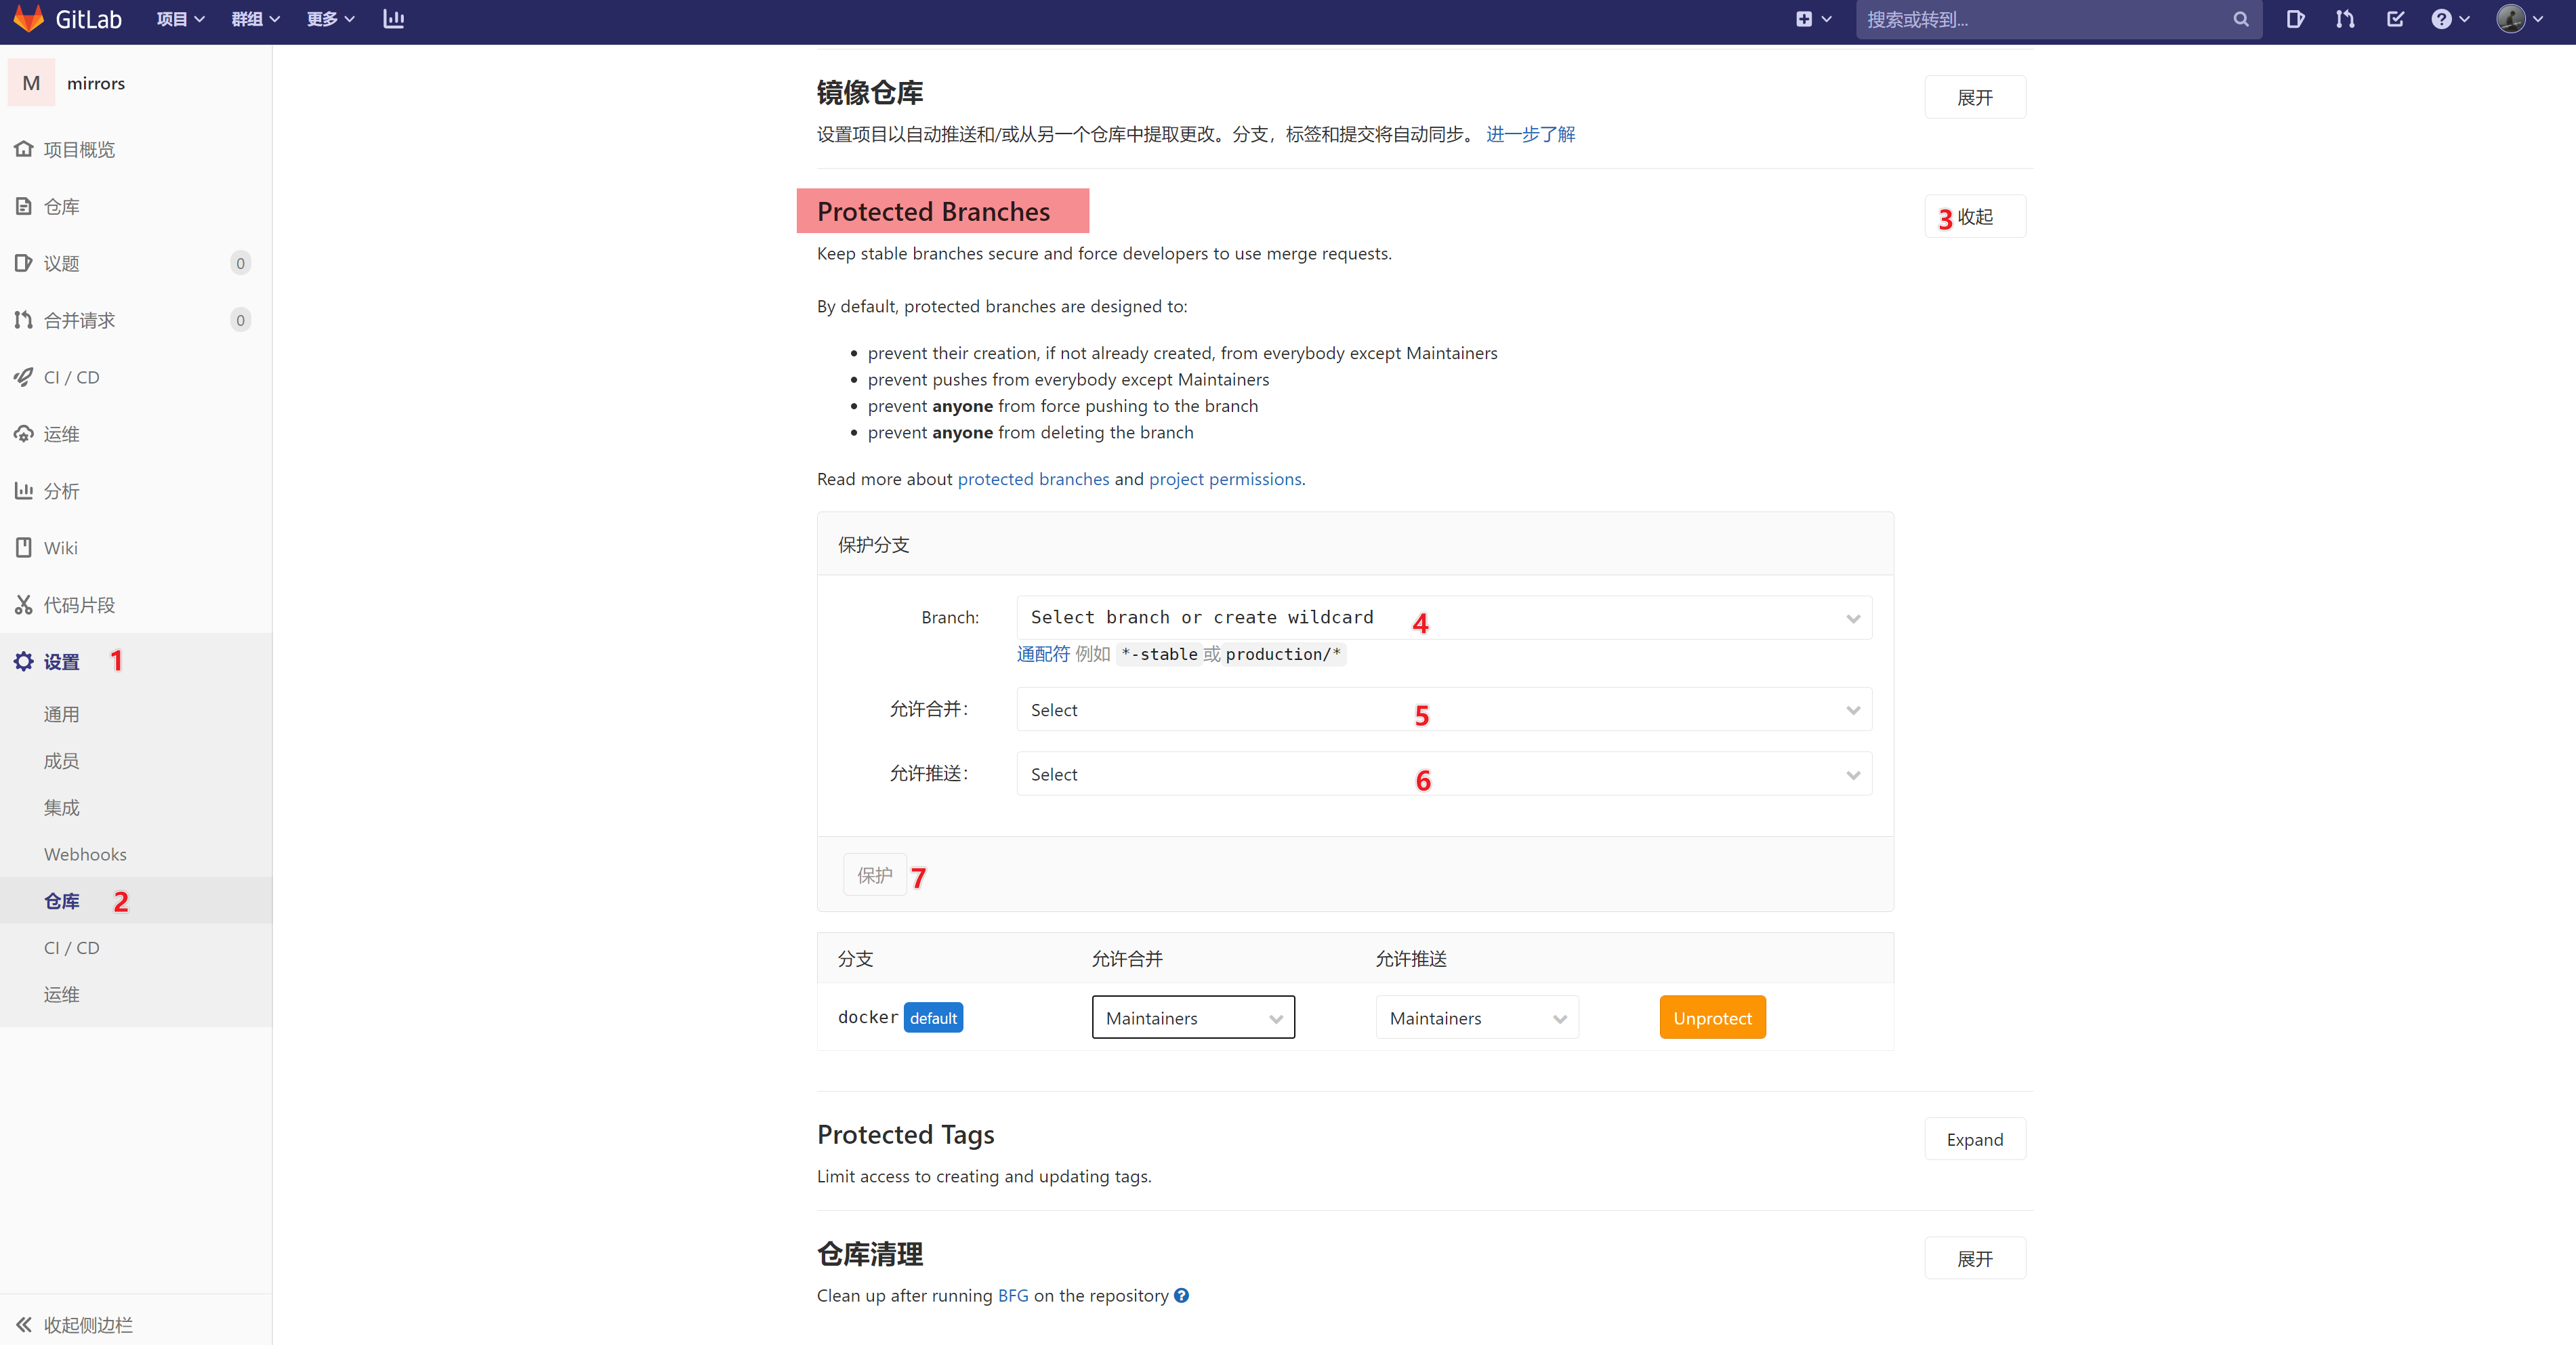 GitLab 项目 群组 更多 搜索或转到...
M mirrors
项目概览
仓库
议题 0
合并请求 0
CI / CD
运维
分析
Wiki
代码片段
设置 1
通用
成员
集成
Webhooks
仓库 2
CI / CD
运维
收起侧边栏
镜像仓库
展开
设置项目以自动推送和/或从另一个仓库中提取更改。分支，标签和提交将自动同步。 进一步了解
Protected Branches
3 收起
Keep stable branches secure and force developers to use merge requests.
By default, protected branches are designed to:
• prevent their creation, if not already created, from everybody except Maintainers
• prevent pushes from everybody except Maintainers
• prevent anyone from force pushing to the branch
• prevent anyone from deleting the branch
Read more about protected branches and project permissions.
保护分支
Branch: Select branch or create wildcard 4
通配符 例如 *-stable 或 production/*
允许合并： Select 5
允许推送： Select 6
保护 7
分支 允许合并 允许推送
docker default Maintainers Maintainers Unprotect
Protected Tags
Expand
Limit access to creating and updating tags.
仓库清理
展开
Clean up after running BFG on the repository ?